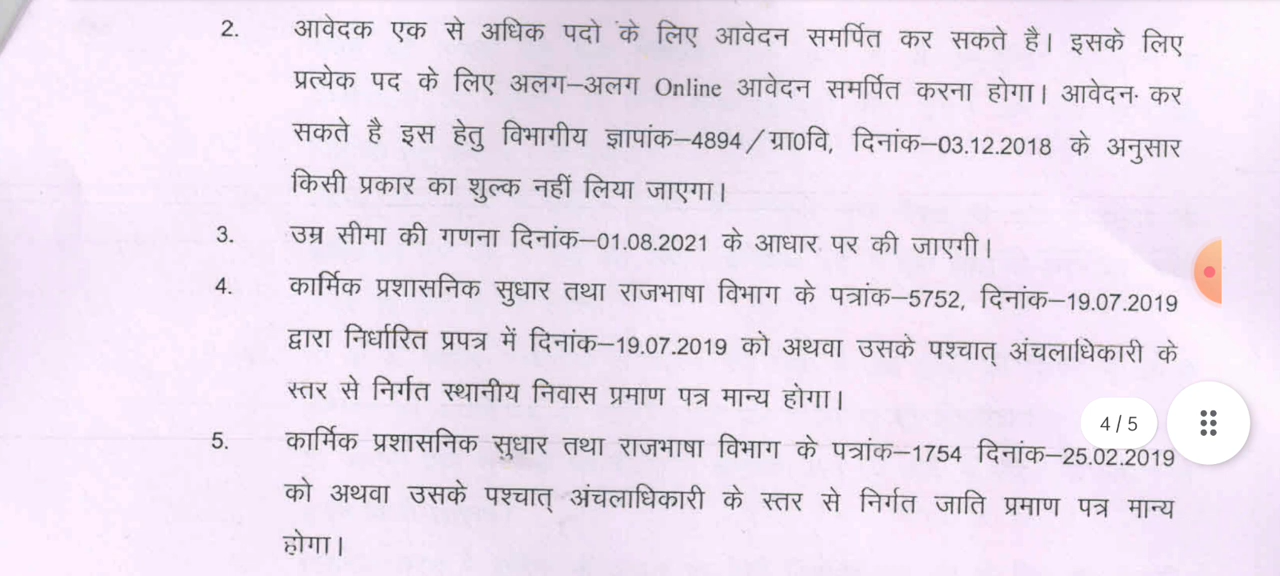 2. आवेदक एक से अधिक पदो के लिए आवेदन समर्पित कर सकते है। इसके लिए
प्रत्येक पद के लिए अलग–अलग Online आवेदन समर्पित करना होगा। आवेदन कर
सकते है इस हेतु विभागीय ज्ञापांक–4894/ग्रा0वि, दिनांक–03.12.2018 के अनुसार
किसी प्रकार का शुल्क नहीं लिया जाएगा।
3. उम्र सीमा की गणना दिनांक–01.08.2021 के आधार पर की जाएगी।
4. कार्मिक प्रशासनिक सुधार तथा राजभाषा विभाग के पत्रांक–5752, दिनांक–19.07.2019
द्वारा निर्धारित प्रपत्र में दिनांक–19.07.2019 को अथवा उसके पश्चात् अंचलाधिकारी के
स्तर से निर्गत स्थानीय निवास प्रमाण पत्र मान्य होगा।
4/5
5. कार्मिक प्रशासनिक सुधार तथा राजभाषा विभाग के पत्रांक–1754 दिनांक–25.02.2019
को अथवा उसके पश्चात् अंचलाधिकारी के स्तर से निर्गत जाति प्रमाण पत्र मान्य
होगा।